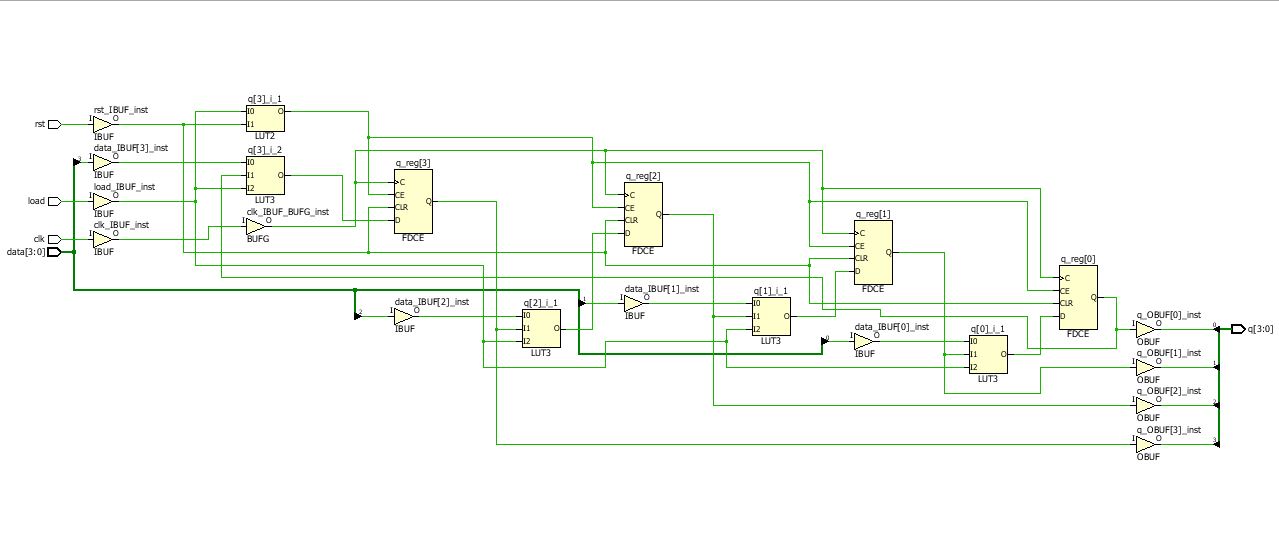 rst
rst_IBUF_inst
I
O
IBUF
data_IBUF[3]_inst
3
I
O
IBUF
load
load_IBUF_inst
I
O
IBUF
clk
clk_IBUF_inst
I
O
IBUF
data[3:0]
q[3]_i_1
I0
I1
O
LUT2
q[3]_i_2
I0
I1
I2
O
LUT3
clk_IBUF_BUFG_inst
I
O
BUFG
q_reg[3]
C
CE
CLR
D
Q
FDCE
2
data_IBUF[2]_inst
I
O
IBUF
q[2]_i_1
I0
I1
I2
O
LUT3
q_reg[2]
C
CE
CLR
D
Q
FDCE
1
data_IBUF[1]_inst
I
O
IBUF
q[1]_i_1
I0
I1
I2
O
LUT3
q_reg[1]
C
CE
CLR
D
Q
FDCE
0
data_IBUF[0]_inst
I
O
IBUF
q[0]_i_1
I0
I1
I2
O
LUT3
q_reg[0]
C
CE
CLR
D
Q
FDCE
q_OBUF[0]_inst
I
O
OBUF
0
q[3:0]
q_OBUF[1]_inst
I
O
OBUF
1
q_OBUF[2]_inst
I
O
OBUF
2
q_OBUF[3]_inst
I
O
OBUF
3